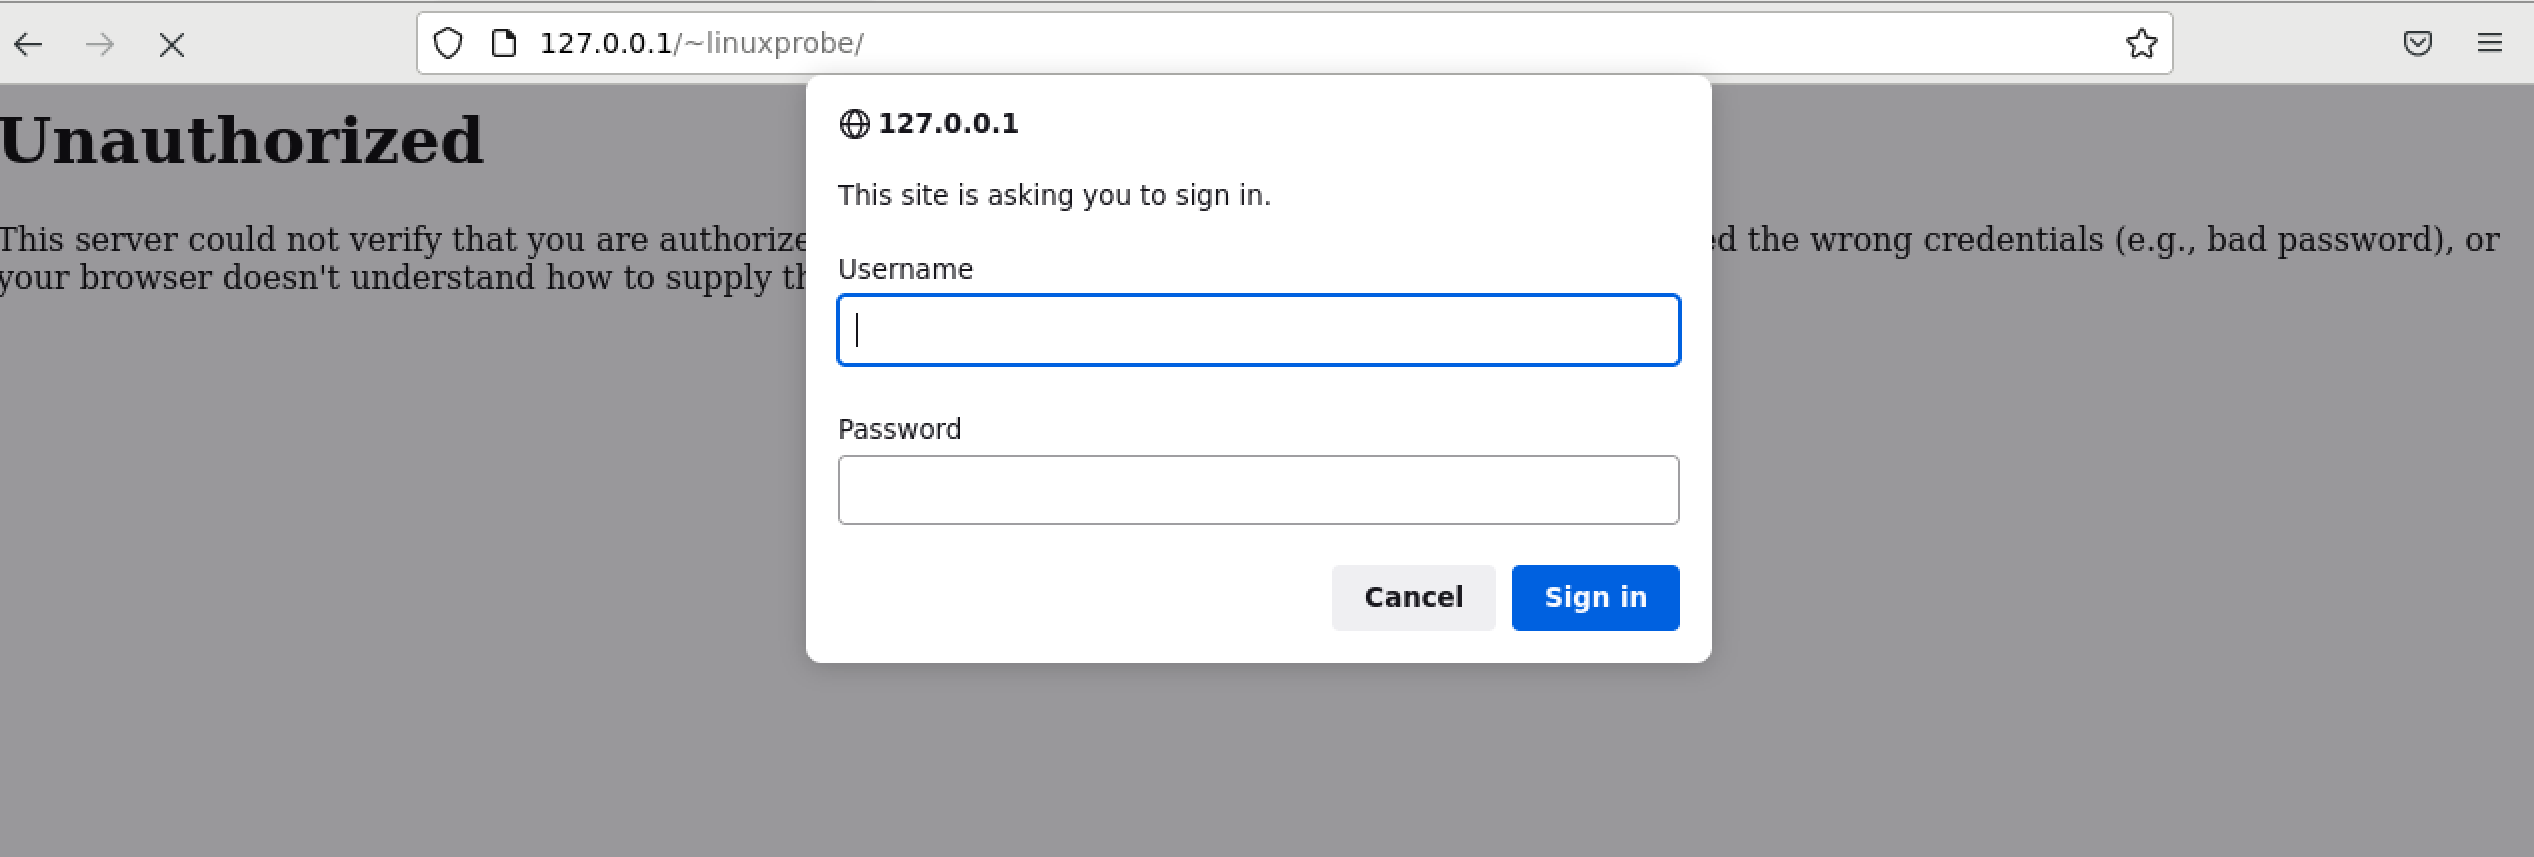 127.0.0.1/~linuxprobe/
Unauthorized
127.0.0.1
This site is asking you to sign in.
This server could not verify that you are authorize ed the wrong credentials (e.g., bad password), or
your browser doesn't understand how to supply th
Username
Password
Cancel Sign in